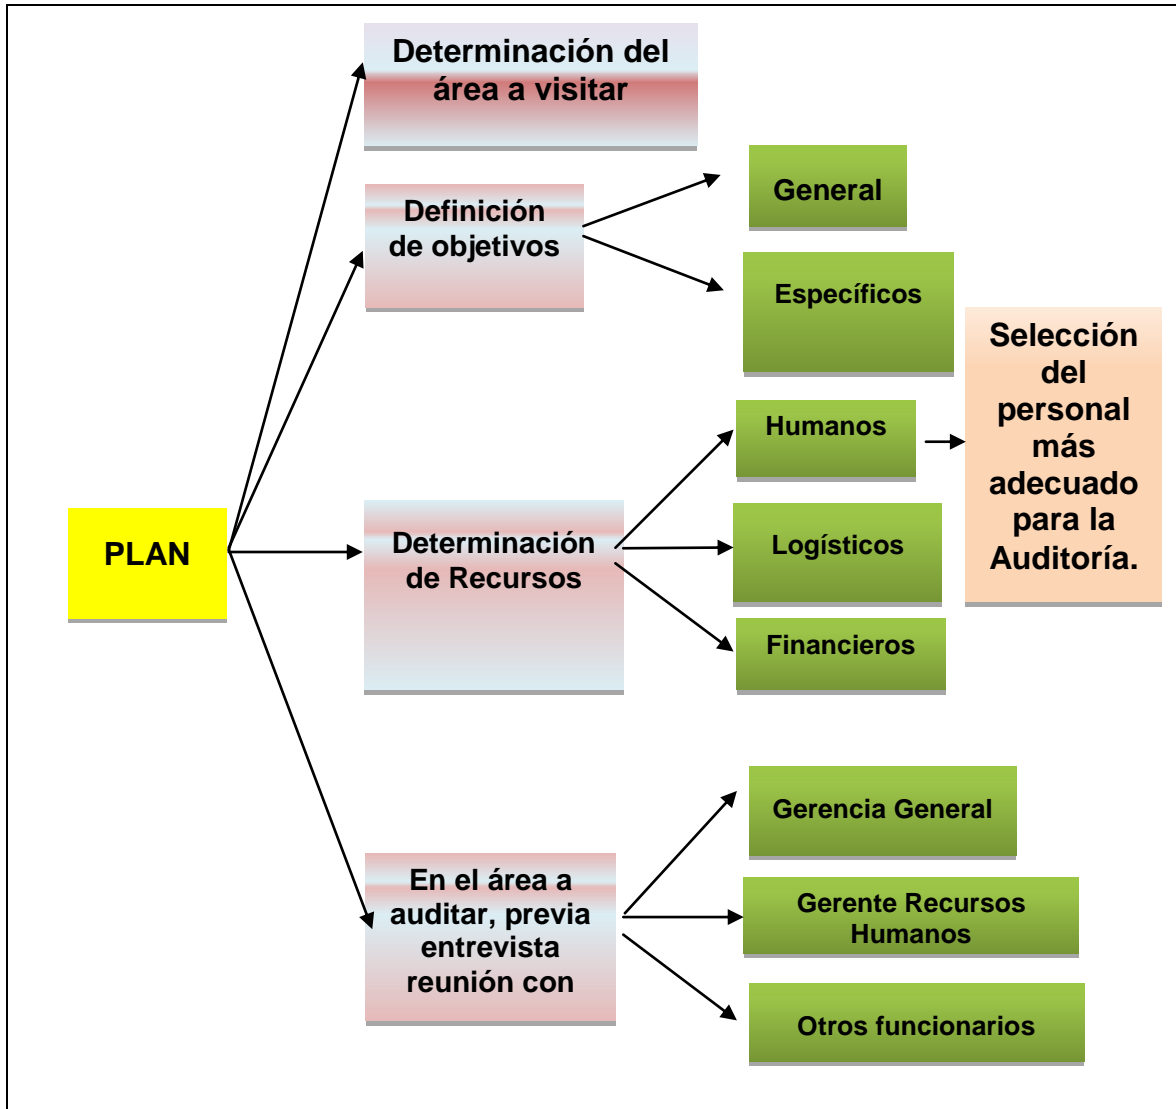 PLAN
Determinación del
área a visitar
Definición
de objetivos
General
Específicos
Determinación
de Recursos
Humanos
Selección
del
personal
más
adecuado
para la
Auditoría.
Logísticos
Financieros
En el área a
auditar, previa
entrevista
reunión con
Gerencia General
Gerente Recursos
Humanos
Otros funcionarios